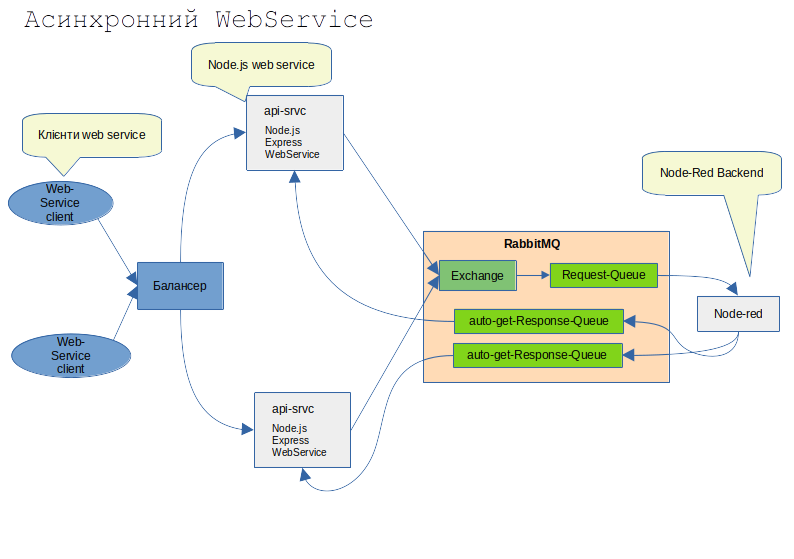 Асинхронний WebService
Node.js web service
Клієнти web service
api-srvc
Node.js
Express
WebService
Node-Red Backend
Web-
Service
client
RabbitMQ
Балансер
Exchange
Request-Queue
Node-red
auto-get-Response-Queue
auto-get-Response-Queue
Web-
Service
client
api-srvc
Node.js
Express
WebService